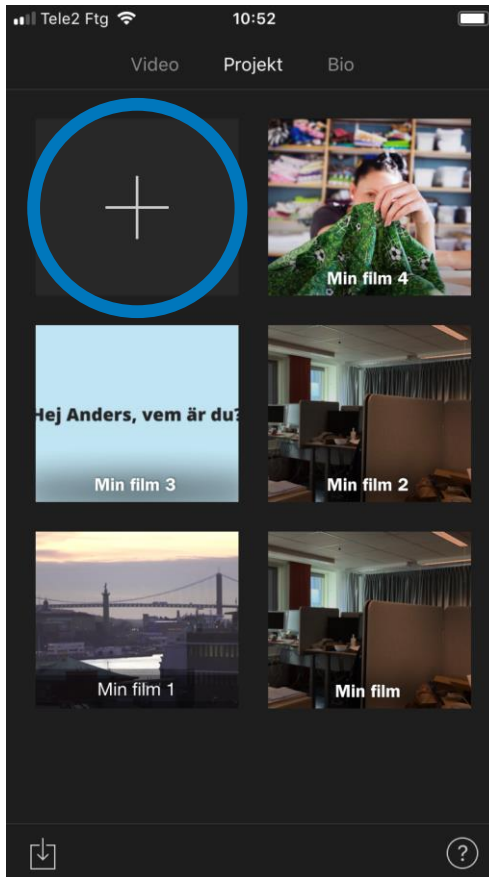 Tele2 Ftg 10:52
Video Projekt Bio
Min film 4
Hej Anders, vem är du?
Min film 3
Min film 2
Min film 1
Min film
?